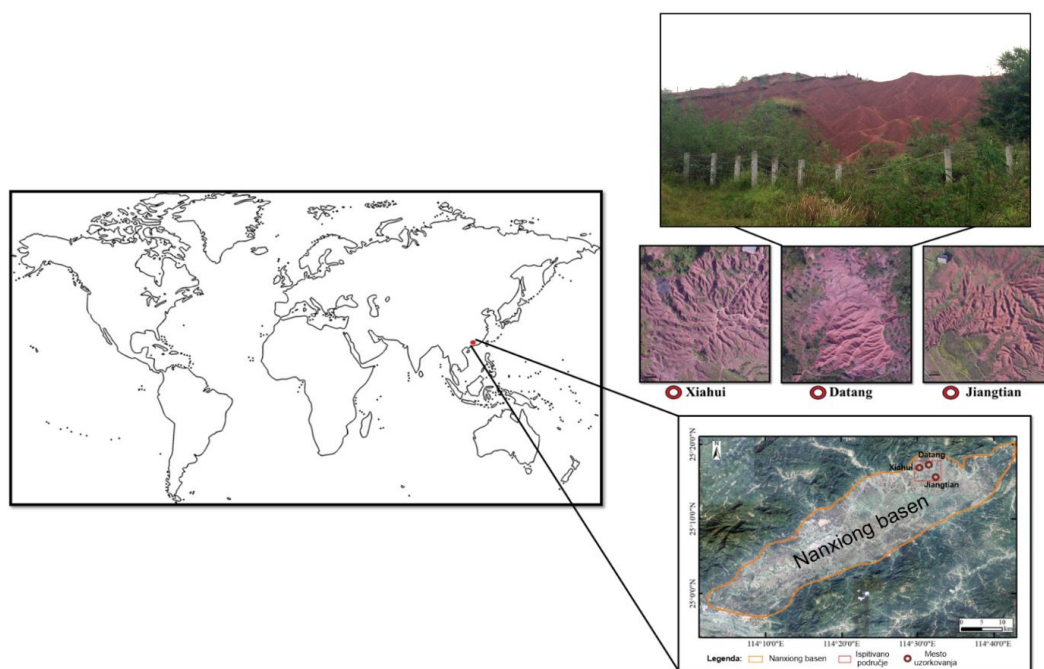 Xiahui
Datang
Jiangtian
25°20'0"N
25°10'0"N
25°0'0"N
N
Datang
Xiahui
Jiangtian
Nanxiong basen
0 5 10
km
114°10'0"E
114°20'0"E
114°30'0"E
114°40'0"E
Legenda:
Nanxiong basen
Ispitivano
područje
Mesto
uzorkovanja